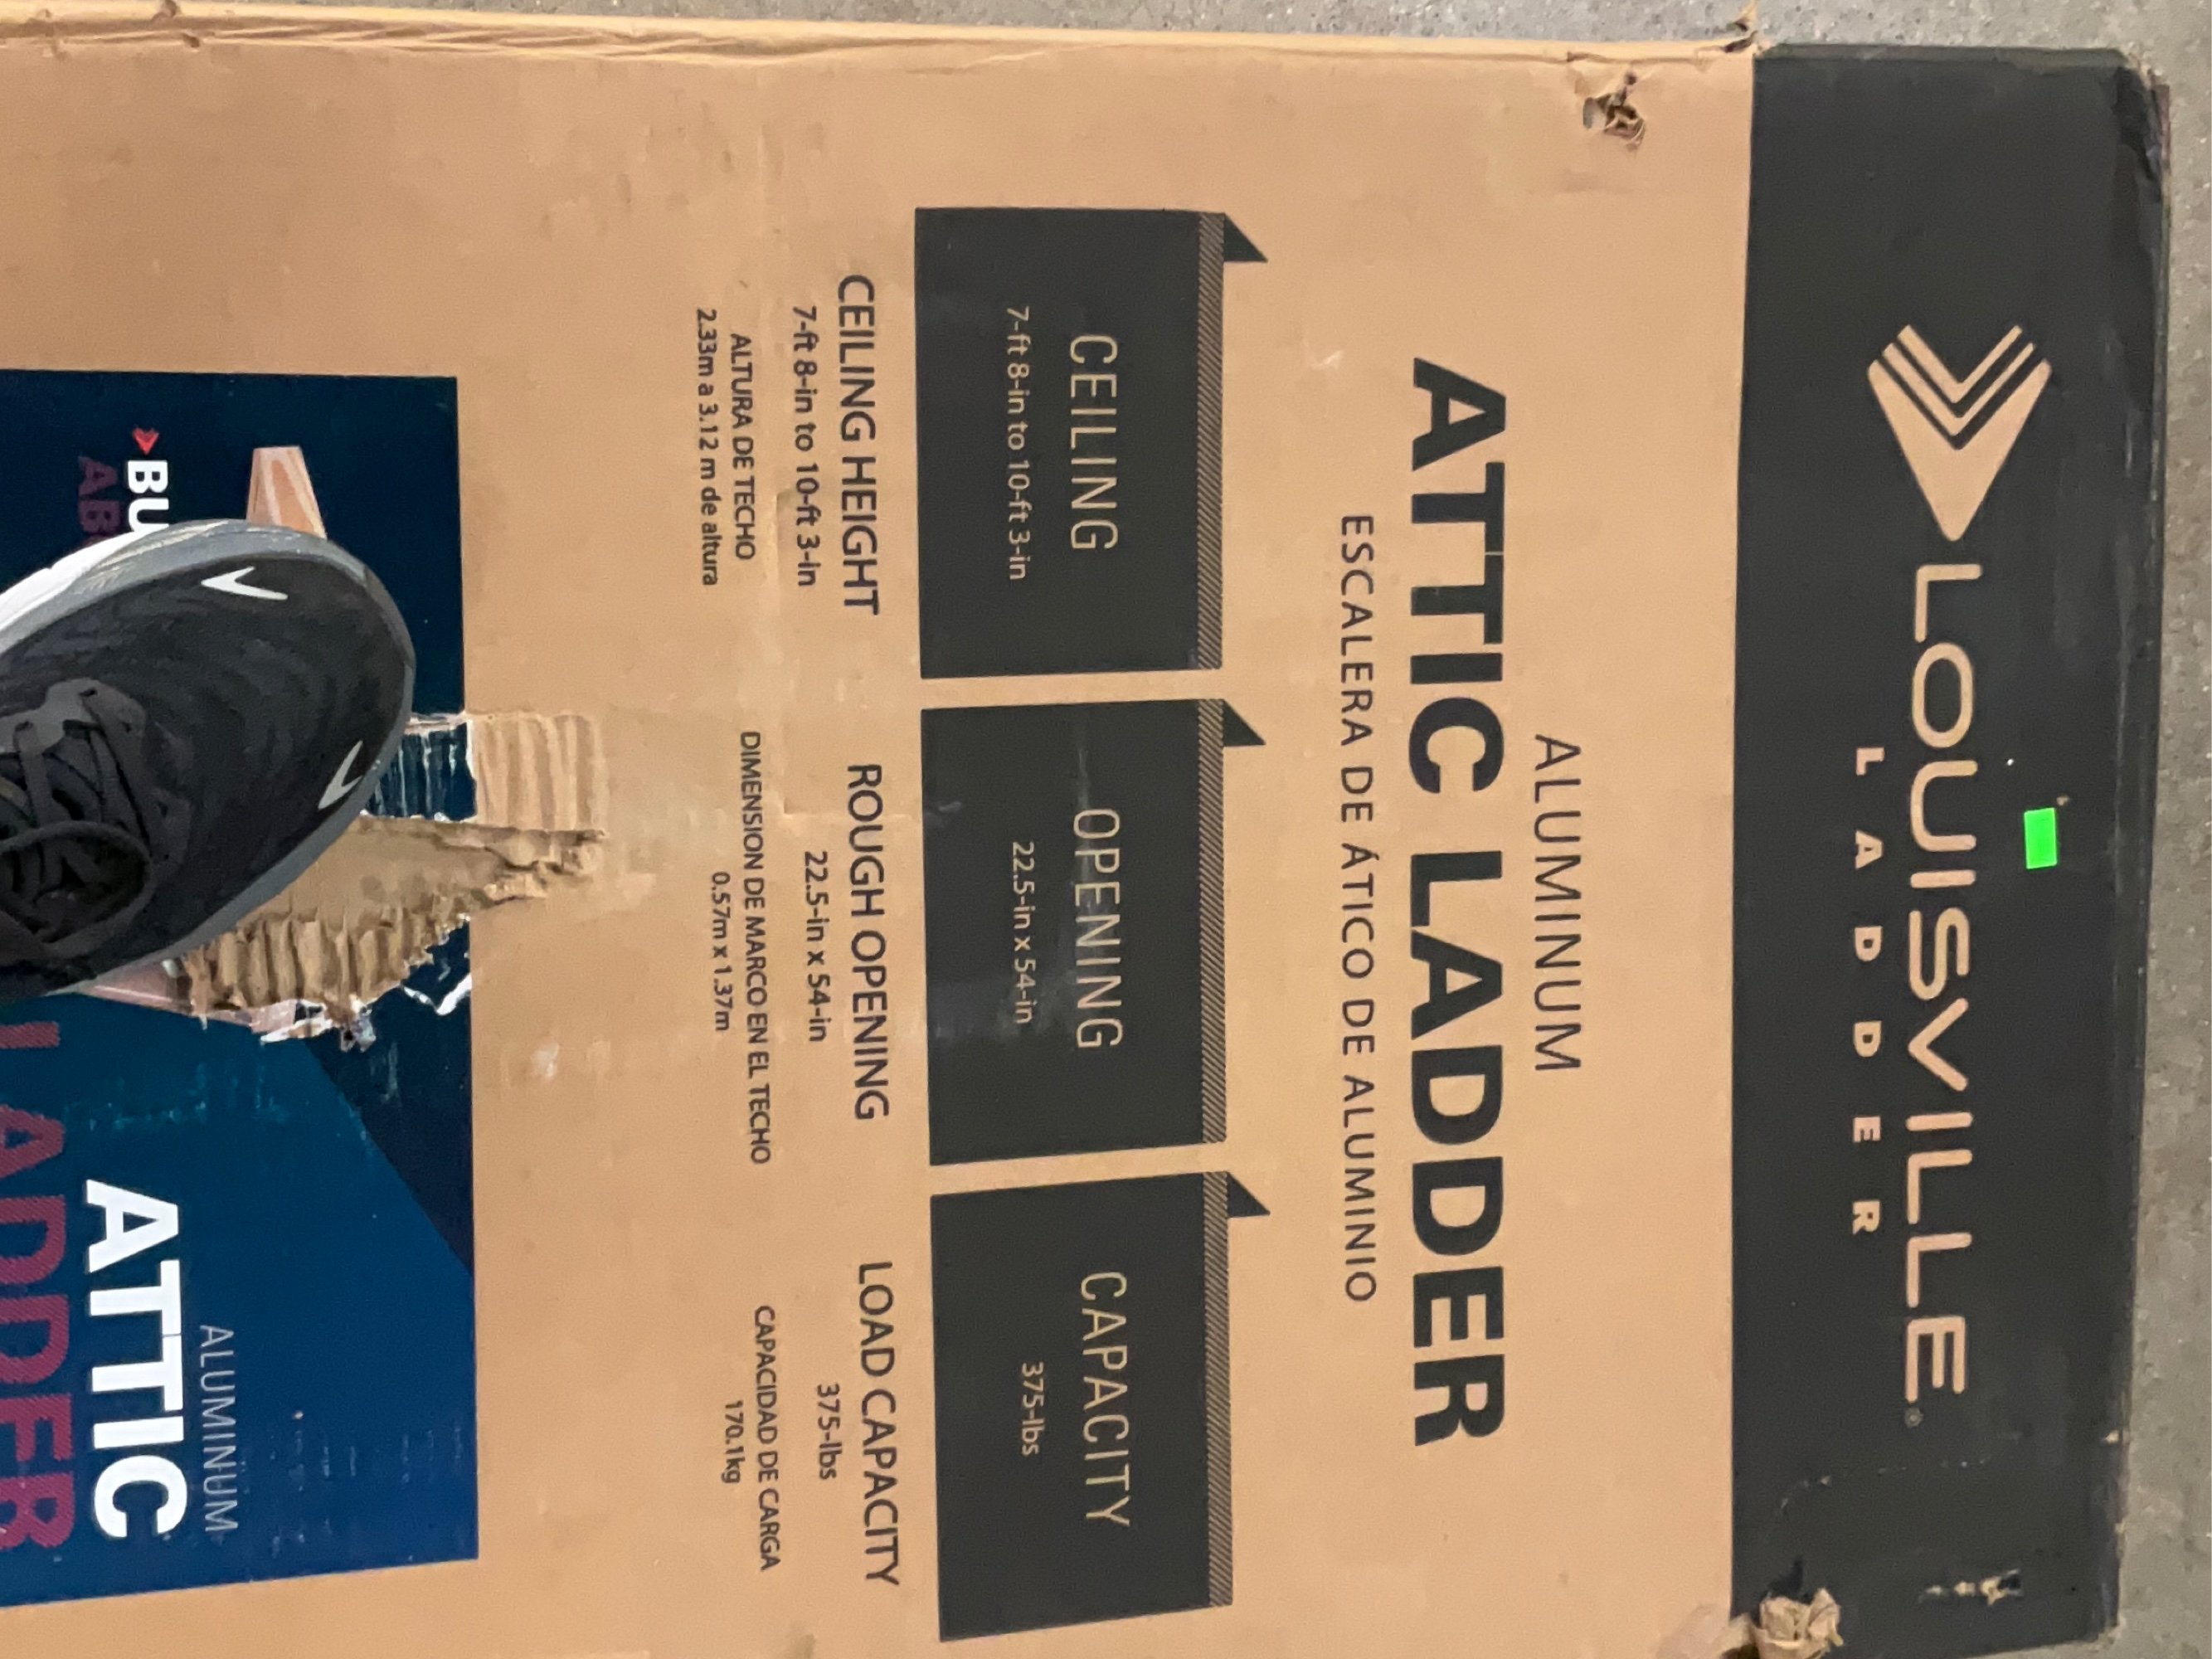 LOUISVILLE®
LADDER
ALUMINUM
ATTIC LADDER
ESCALERA DE ÁTICO DE ALUMINIO
CEILING
7-ft 8-in to 10-ft 3-in
OPENING
22.5-in x 54-in
CAPACITY
375-lbs
CEILING HEIGHT
7-ft 8-in to 10-ft 3-in
ALTURA DE TECHO
2.33m a 3.12 m de altura
ROUGH OPENING
22.5-in x 54-in
DIMENSION DE MARCO EN EL TECHO
0.57m x 1.37m
LOAD CAPACITY
375-lbs
CAPACIDAD DE CARGA
170.1kg
ALUMINUM
ATTIC
LADDER